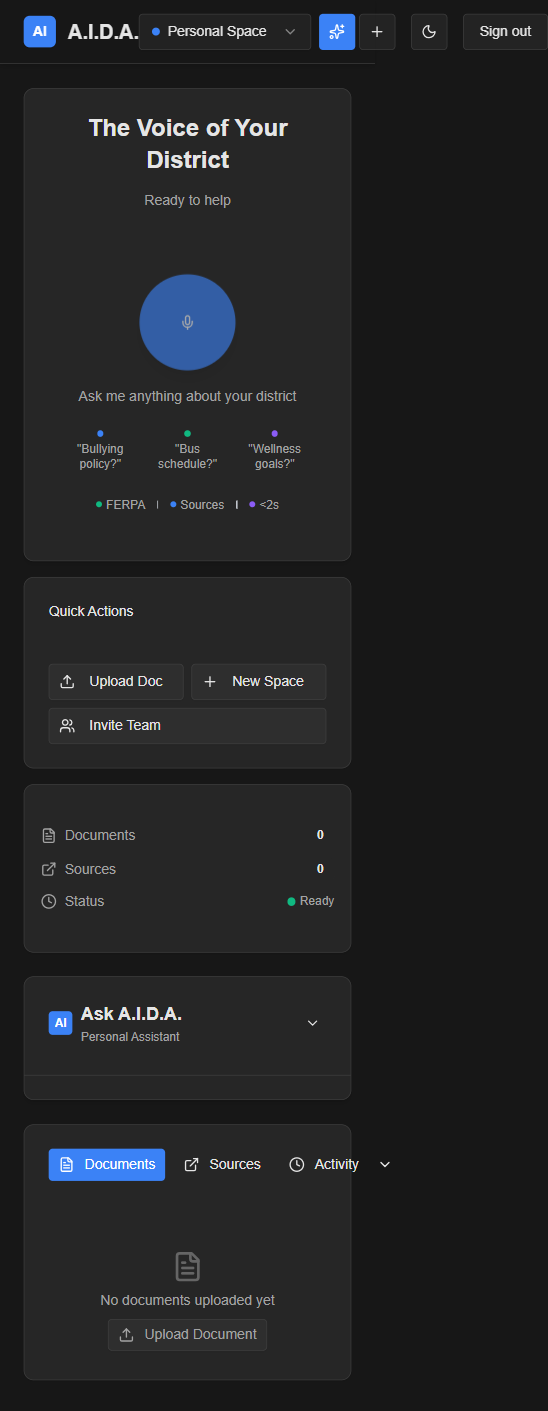 AI A.I.D.A. Personal Space Sign out
The Voice of Your
District
Ready to help
Ask me anything about your district
"Bullying policy?"
"Bus schedule?"
"Wellness goals?"
FERPA | Sources | <2s
Quick Actions
Upload Doc New Space
Invite Team
Documents 0
Sources 0
Status Ready
AI Ask A.I.D.A.
Personal Assistant
Documents Sources Activity
No documents uploaded yet
Upload Document